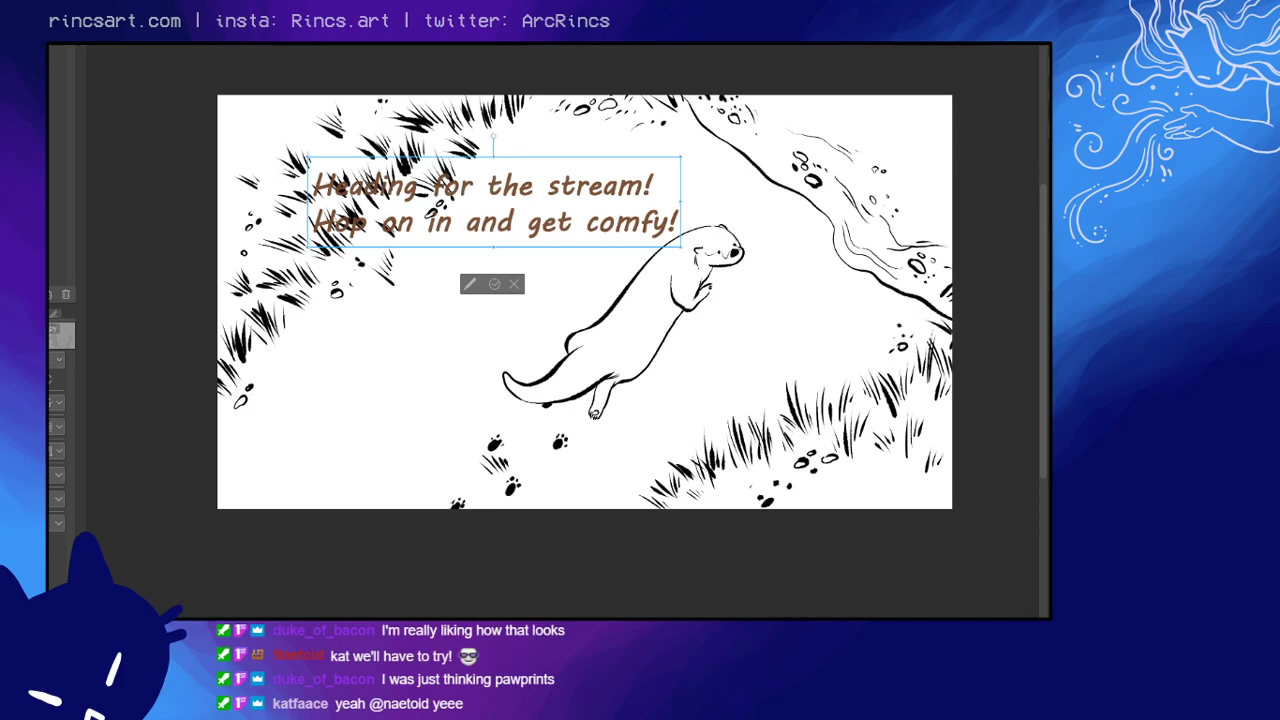 rincsart.com | insta: Rincs.art | twitter: ArcRincs
Heading for the stream!
Hop on in and get comfy!
duke_of_bacon I'm really liking how that looks
Naetoid kat we'll have to try!
duke_of_bacon I was just thinking pawprints
katfaace yeah @naetoid yeee